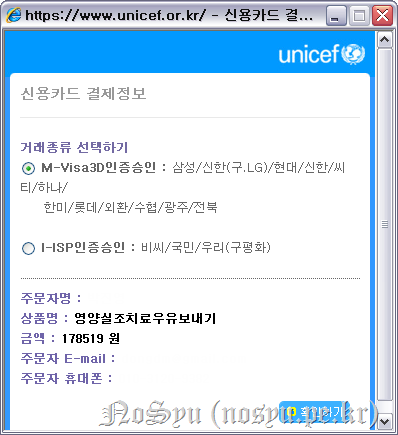 https://www.unicef.or.kr/ - 신용카드 결...
unicef
신용카드 결제정보
거래종류 선택하기
M-Visa3D인증승인 : 삼성/신한(구.LG)/현대/신한/씨
티/하나/
한미/롯데/외환/수협/광주/전북
I-ISP인증승인 : 비씨/국민/우리(구평화)
주문자명 :
상품명 : 영양실조치료우유보내기
금액 : 178519 원
주문자 E-mail :
주문자 휴대폰 :
확인하기
NoSyu (nosyu.pe.kr)